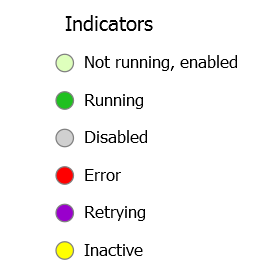 Indicators
Not running, enabled
Running
Disabled
Error
Retrying
Inactive